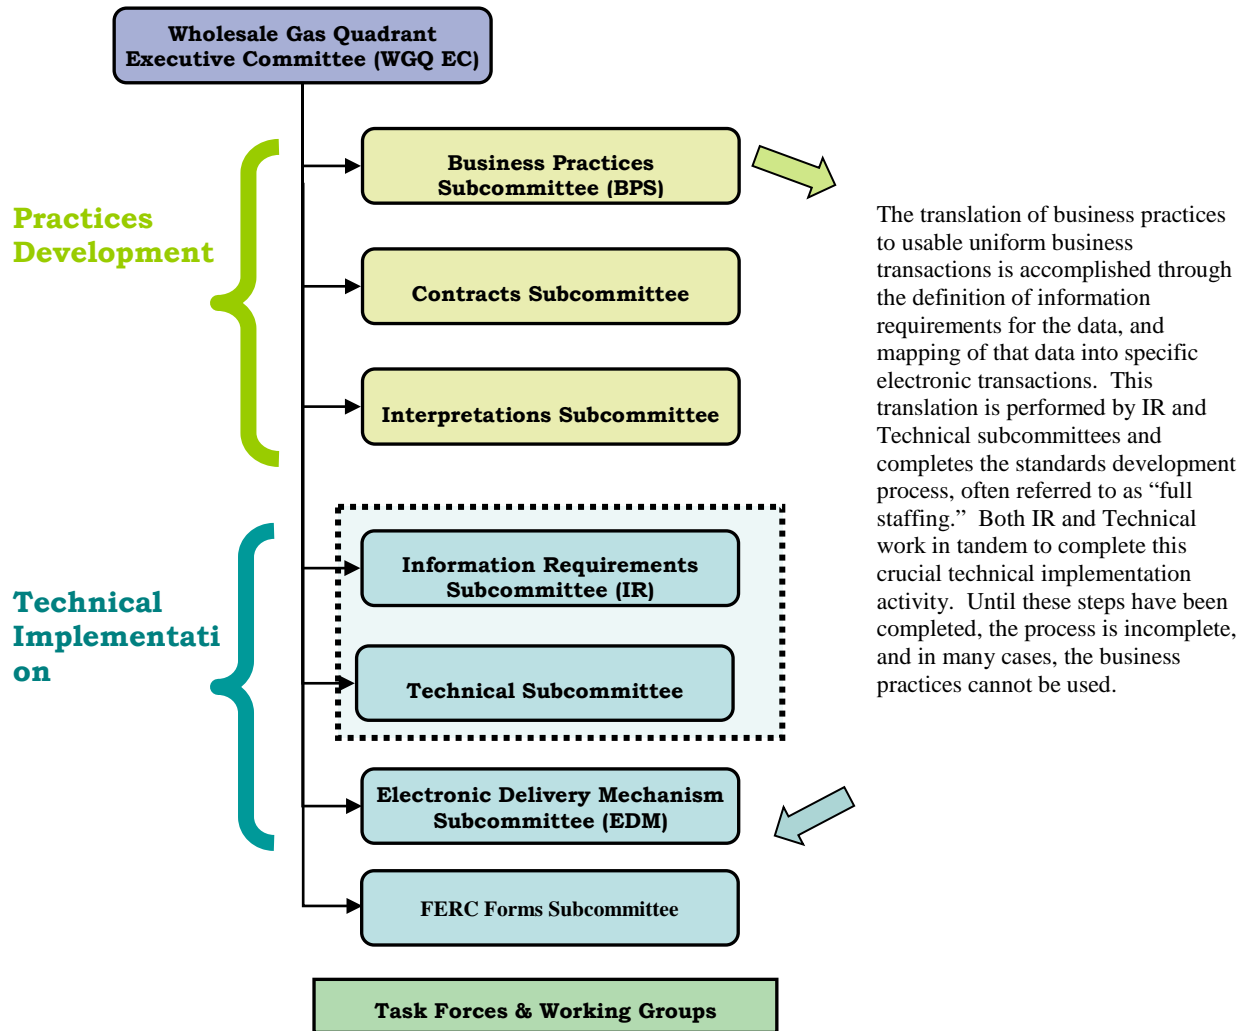 Wholesale Gas Quadrant
Executive Committee (WGQ EC)
Practices
Development
Business Practices
Subcommittee (BPS)
Contracts Subcommittee
Interpretations Subcommittee
Technical
Implementati
on
Information Requirements
Subcommittee (IR)
Technical Subcommittee
Electronic Delivery Mechanism
Subcommittee (EDM)
FERC Forms Subcommittee
Task Forces & Working Groups
The translation of business practices
to usable uniform business
transactions is accomplished through
the definition of information
requirements for the data, and
mapping of that data into specific
electronic transactions.  This
translation is performed by IR and
Technical subcommittees and
completes the standards development
process, often referred to as “full
staffing.”  Both IR and Technical
work in tandem to complete this
crucial technical implementation
activity.  Until these steps have been
completed, the process is incomplete,
and in many cases, the business
practices cannot be used.